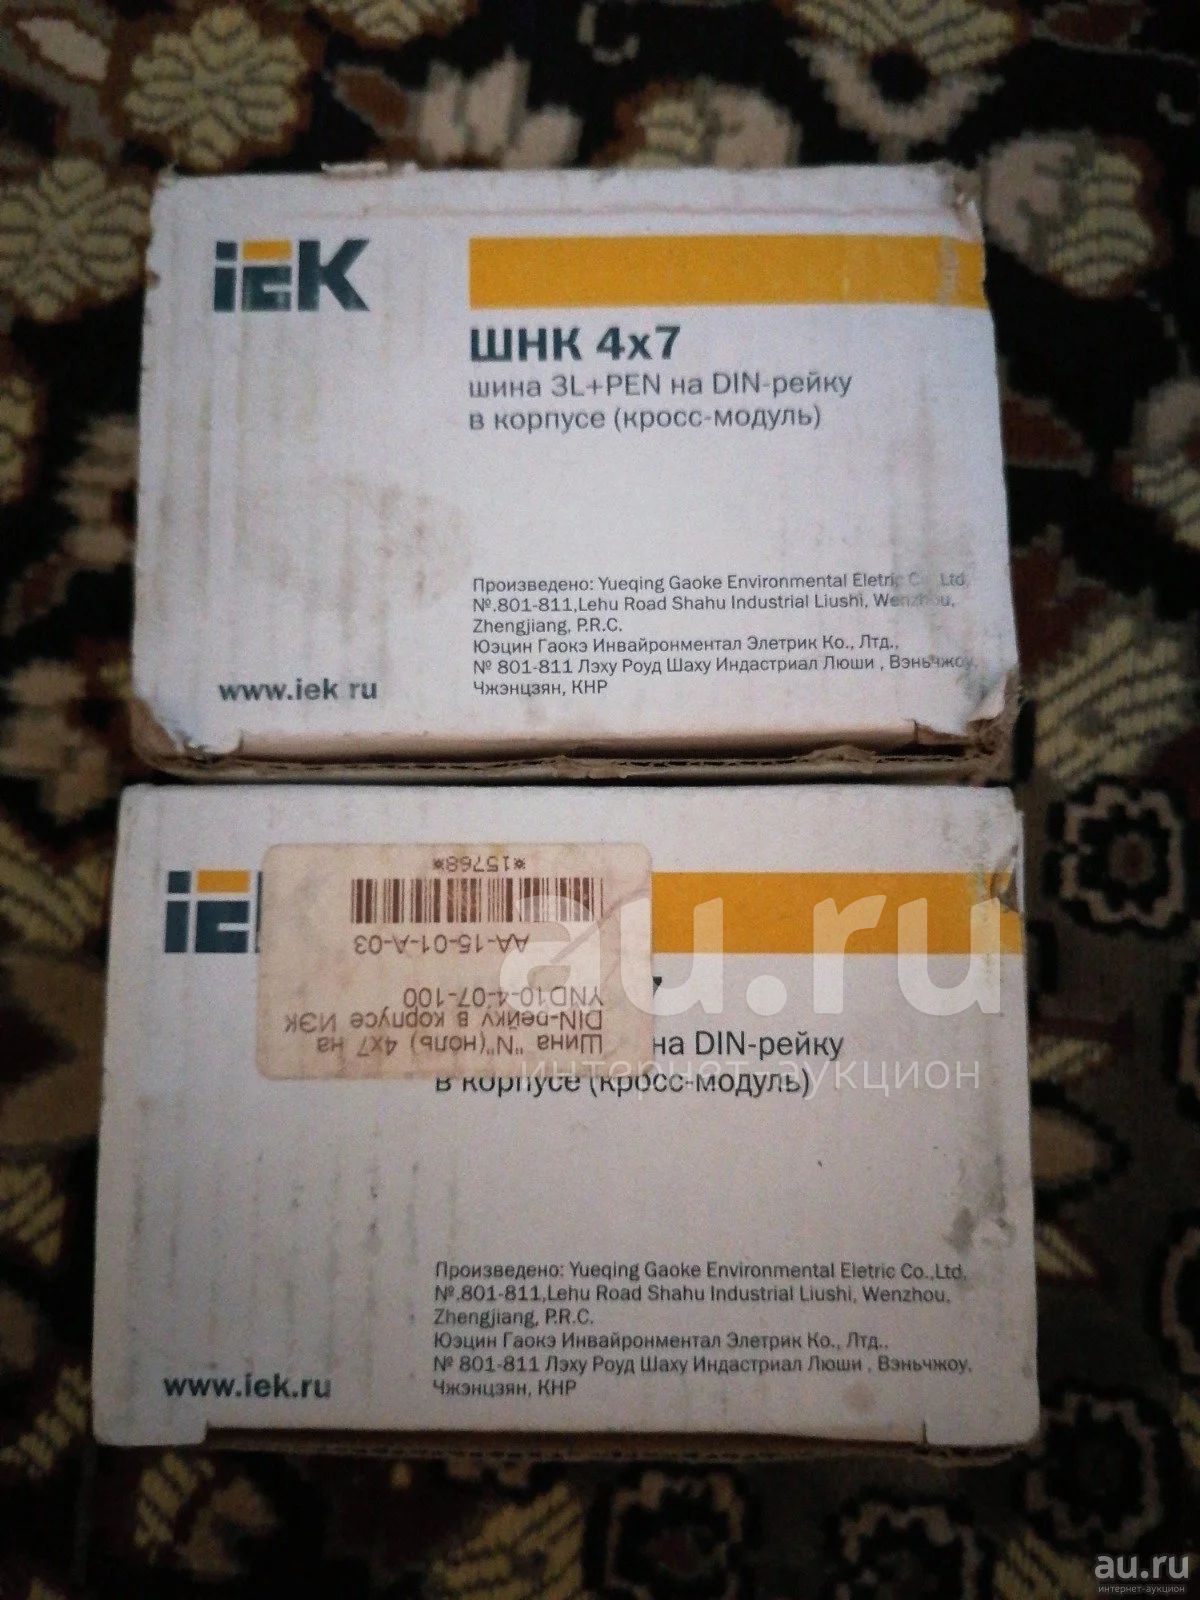 iEK
ШНК 4x7
шина 3L+PEN на DIN-рейку
в корпусе (кросс-модуль)
Произведено: Yueqing Gaoke Environmental Eletric Co., Ltd,
№.801-811,Lehu Road Shahu Industrial Liushi, Wenzhou,
Zhengjiang, P.R.C.
Юэцин Гаокэ Инвайронментал Элетрик Ко., Лтд.,
№ 801-811 Лэху Роуд Шаху Индастриал Люши , Вэньчжоу,
Чжэнцзян, КНР
www.iek ru
iEK
Шина "N"(ноль) 4х7 на
DIN-рейку в корпусе ИЭК
YND10-4-07-100
AA-15-01-A-03
*15768*
7
на DIN-рейку
в корпусе (кросс-модуль)
au.ru
интернет-аукцион
Произведено: Yueqing Gaoke Environmental Eletric Co.,Ltd,
№.801-811,Lehu Road Shahu Industrial Liushi, Wenzhou,
Zhengjiang, P.R.C.
Юэцин Гаокэ Инвайронментал Элетрик Ко., Лтд.,
№ 801-811 Лэху Роуд Шаху Индастриал Люши , Вэньчжоу,
Чжэнцзян, КНР
www.iek.ru
au.ru
интернет-аукцион